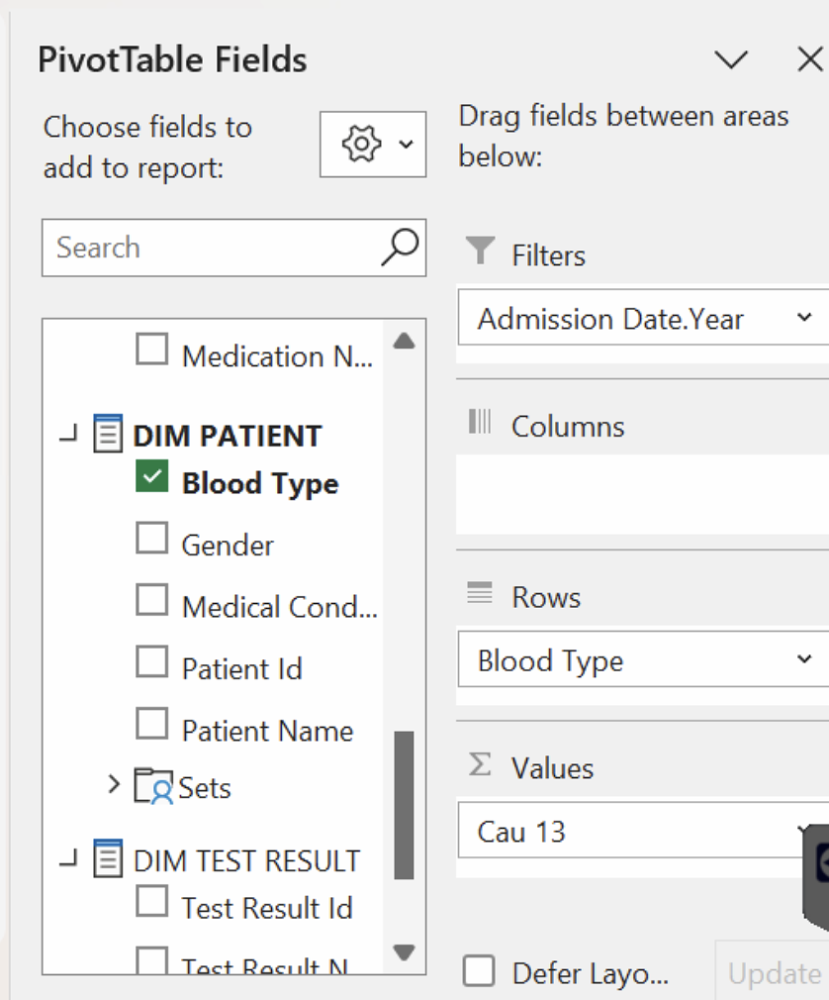 PivotTable Fields
Choose fields to
add to report:
Search
Medication N...
DIM PATIENT
Blood Type
Gender
Medical Cond...
Patient Id
Patient Name
Sets
DIM TEST RESULT
Test Result Id
Test Result N
Drag fields between areas
below:
Filters
Admission Date.Year
Columns
Rows
Blood Type
Values
Cau 13
Defer Layo...
Update